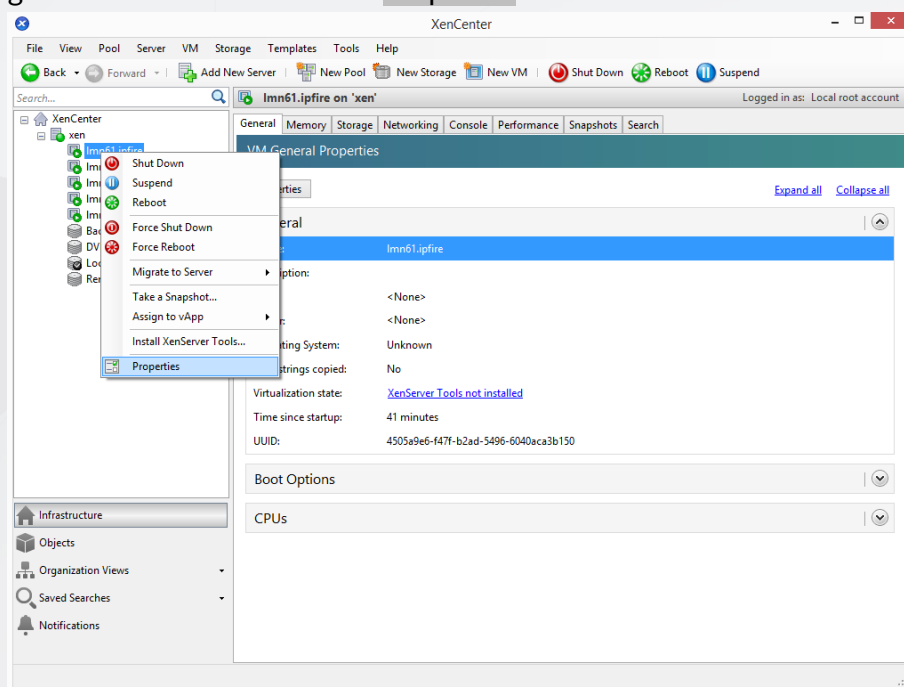 XenCenter
File View Pool Server VM Storage Templates Tools Help
Back Forward Add New Server New Pool New Storage New VM Shut Down Reboot Suspend
Search...
lmn61.ipfire on 'xen'
Logged in as: Local root account
XenCenter
xen
lmn61.ipfire
General Memory Storage Networking Console Performance Snapshots Search
VM General Properties
Shut Down
Suspend
Reboot
Force Shut Down
Force Reboot
Migrate to Server
Take a Snapshot...
Assign to vApp
Install XenServer Tools...
Properties
Expand all Collapse all
lmn61.ipfire
<None>
<None>
Unknown
strings copied: No
Virtualization state: XenServer Tools not installed
Time since startup: 41 minutes
UUID: 4505a9e6-f47f-b2ad-5496-6040aca3b150
Boot Options
CPUs
Infrastructure
Objects
Organization Views
Saved Searches
Notifications